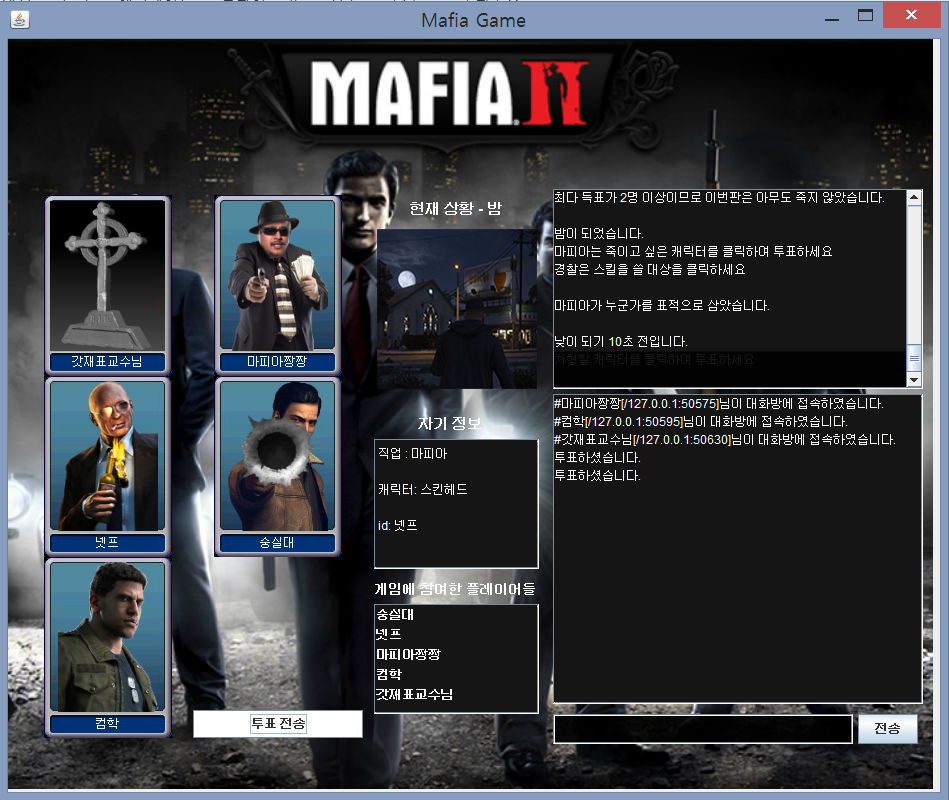 Mafia Game
MAFIA II
현재 상황 - 밤
갓재표교수님
마피아짱짱
넷프
숭실대
컴학
투표 전송
자기 정보
직업 : 마피아
캐릭터: 스킨헤드
id: 넷프
게임에 참여한 플레이어들
숭실대
넷프
마피아짱짱
컴학
갓재표교수님
최다 득표가 2명 이상이므로 이번판은 아무도 죽지 않았습니다.
밤이 되었습니다.
마피아는 죽이고 싶은 캐릭터를 클릭하여 투표하세요
경찰은 스킬을 쓸 대상을 클릭하세요
마피아가 누군가를 표적으로 삼았습니다.
낮이 되기 10초 전입니다.
처형할 캐릭터를 클릭하여 투표하세요
#마피아짱짱[/127.0.0.1:50575]님이 대화방에 접속하였습니다.
#컴학[/127.0.0.1:50595]님이 대화방에 접속하였습니다.
#갓재표교수님[/127.0.0.1:50630]님이 대화방에 접속하였습니다.
투표하셨습니다.
투표하셨습니다.
전송